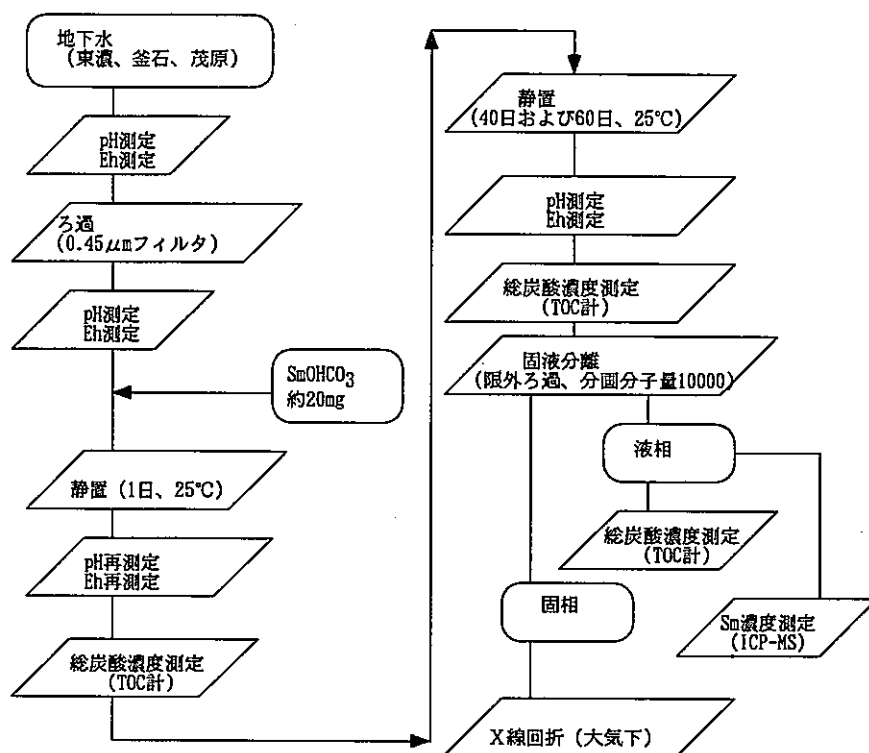 地下水
(東濃、釜石、茂原)
pH測定
Eh測定
ろ過
(0.45μmフィルタ)
pH測定
Eh測定
SmOHCO3
約20mg
静置 (1日、25℃)
pH再測定
Eh再測定
総炭酸濃度測定
(TOC計)
静置
(40日および60日、25℃)
pH測定
Eh測定
総炭酸濃度測定
(TOC計)
固液分離
(限外ろ過、分画分子量10000)
液相
総炭酸濃度測定
(TOC計)
固相
Sm濃度測定
(ICP-MS)
X線回折 (大気下)